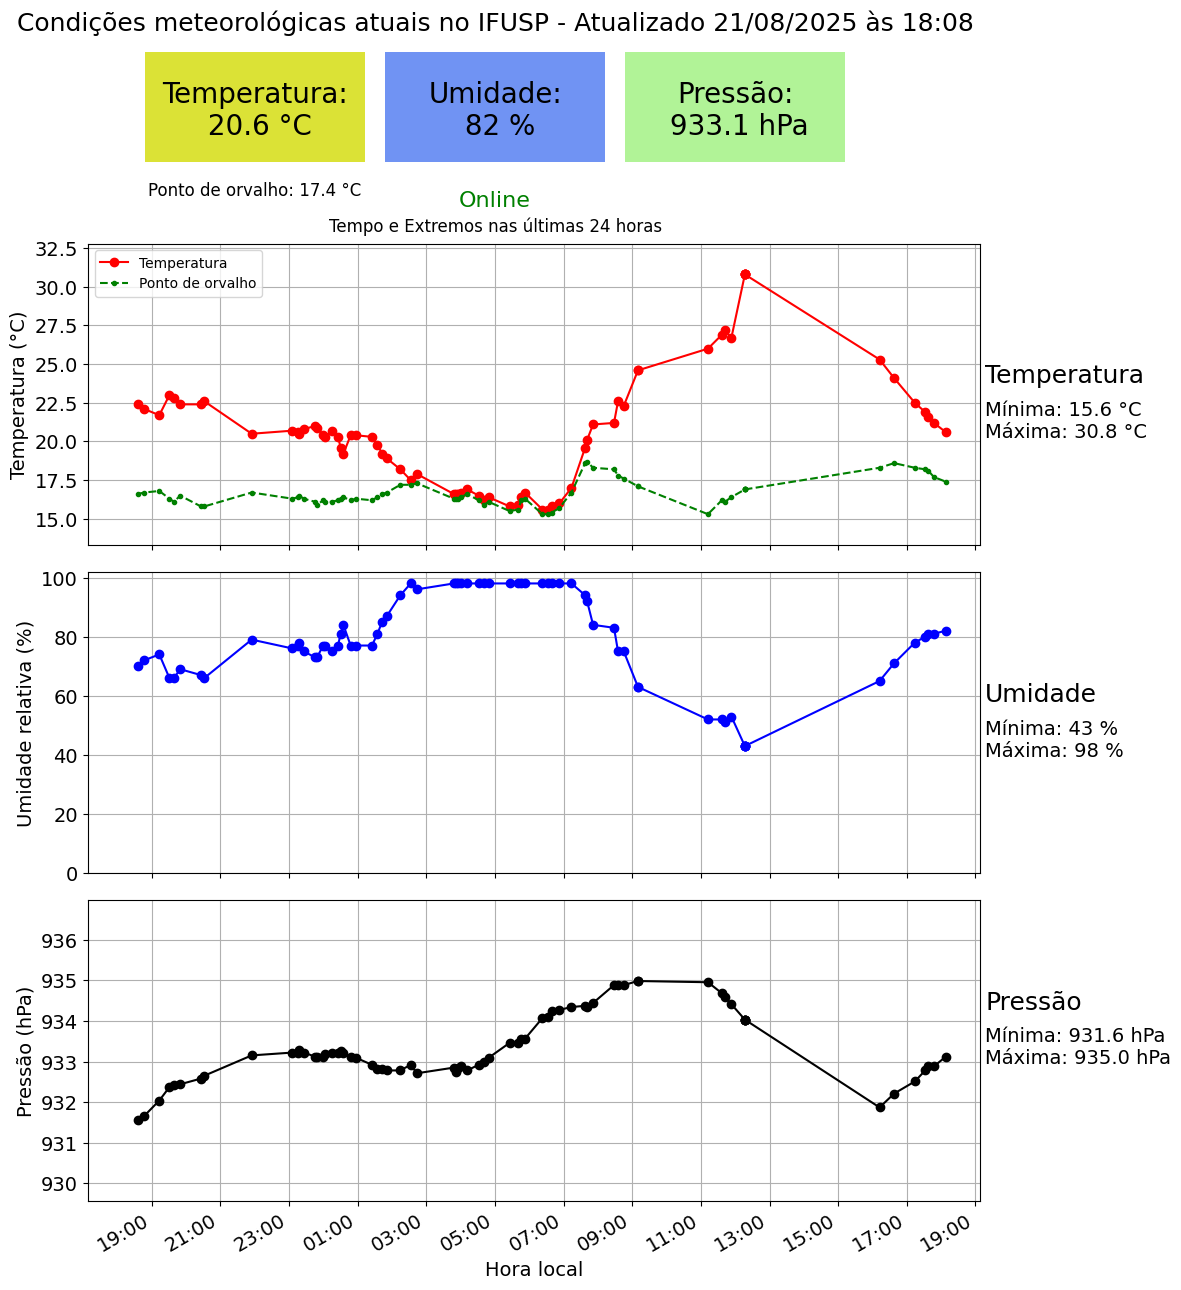 Condições meteorológicas atuais no IFUSP - Atualizado 21/08/2025 às 18:08
Temperatura:
20.6 °C
Umidade:
82 %
Pressão:
933.1 hPa
Ponto de orvalho: 17.4 °C
Online
Tempo e Extremos nas últimas 24 horas
Temperatura (°C)
32.5
30.0
27.5
25.0
22.5
20.0
17.5
15.0
Temperatura
Ponto de orvalho
Temperatura
Mínima: 15.6 °C
Máxima: 30.8 °C
Umidade relativa (%)
100
80
60
40
20
0
Umidade
Mínima: 43 %
Máxima: 98 %
Pressão (hPa)
936
935
934
933
932
931
930
Pressão
Mínima: 931.6 hPa
Máxima: 935.0 hPa
19:00 21:00 23:00 01:00 03:00 05:00 07:00 09:00 11:00 13:00 15:00 17:00 19:00
Hora local